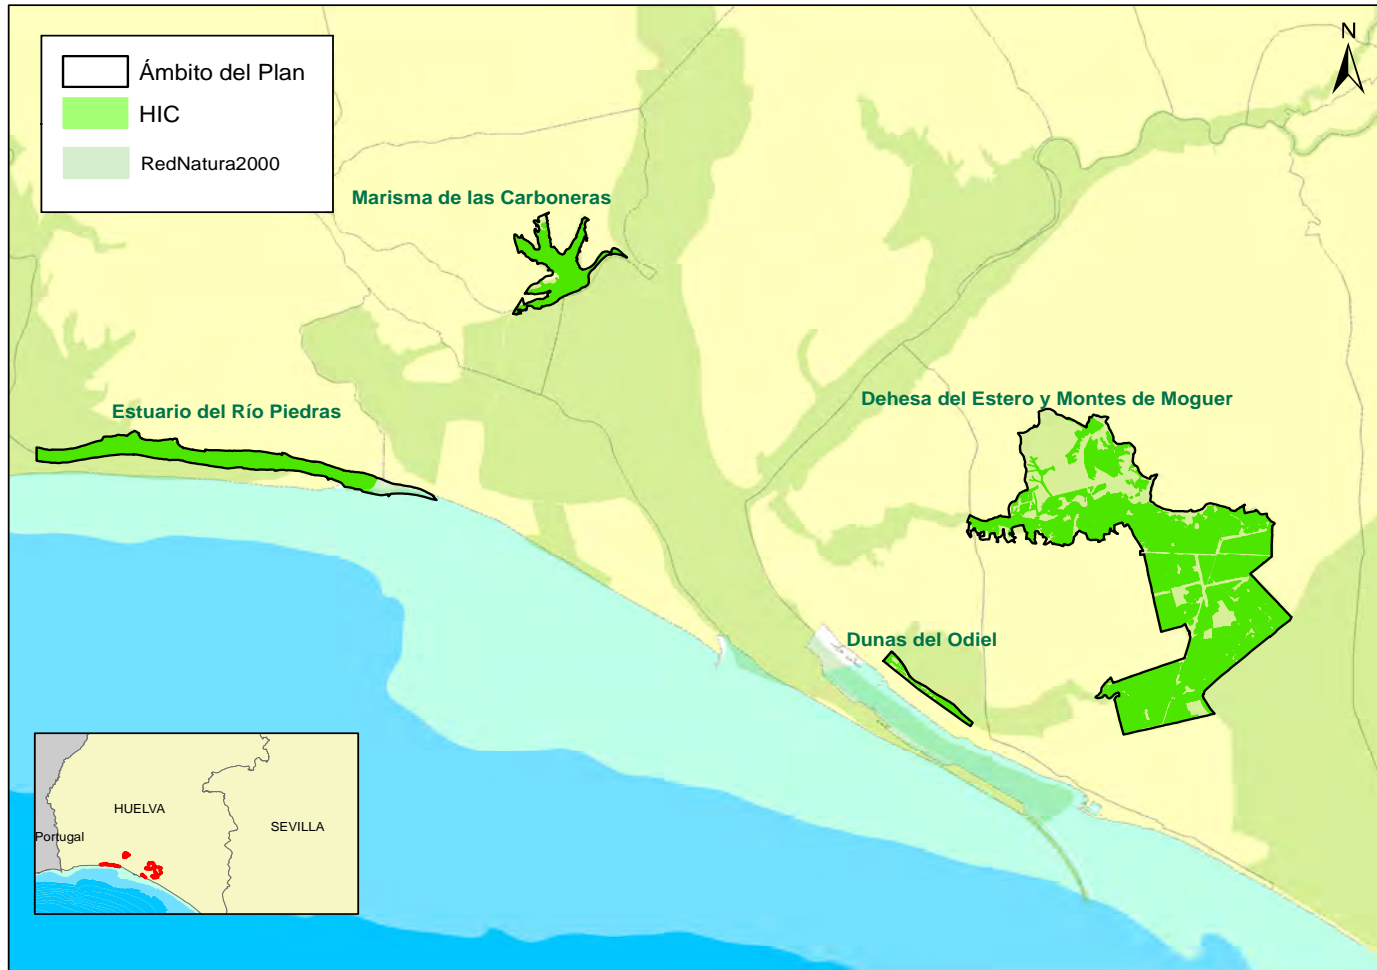 Ámbito del Plan
HIC
RedNatura2000
N
Marisma de las Carboneras
Estuario del Río Piedras
Dehesa del Estero y Montes de Moguer
Dunas del Odiel
HUELVA
SEVILLA
Portugal